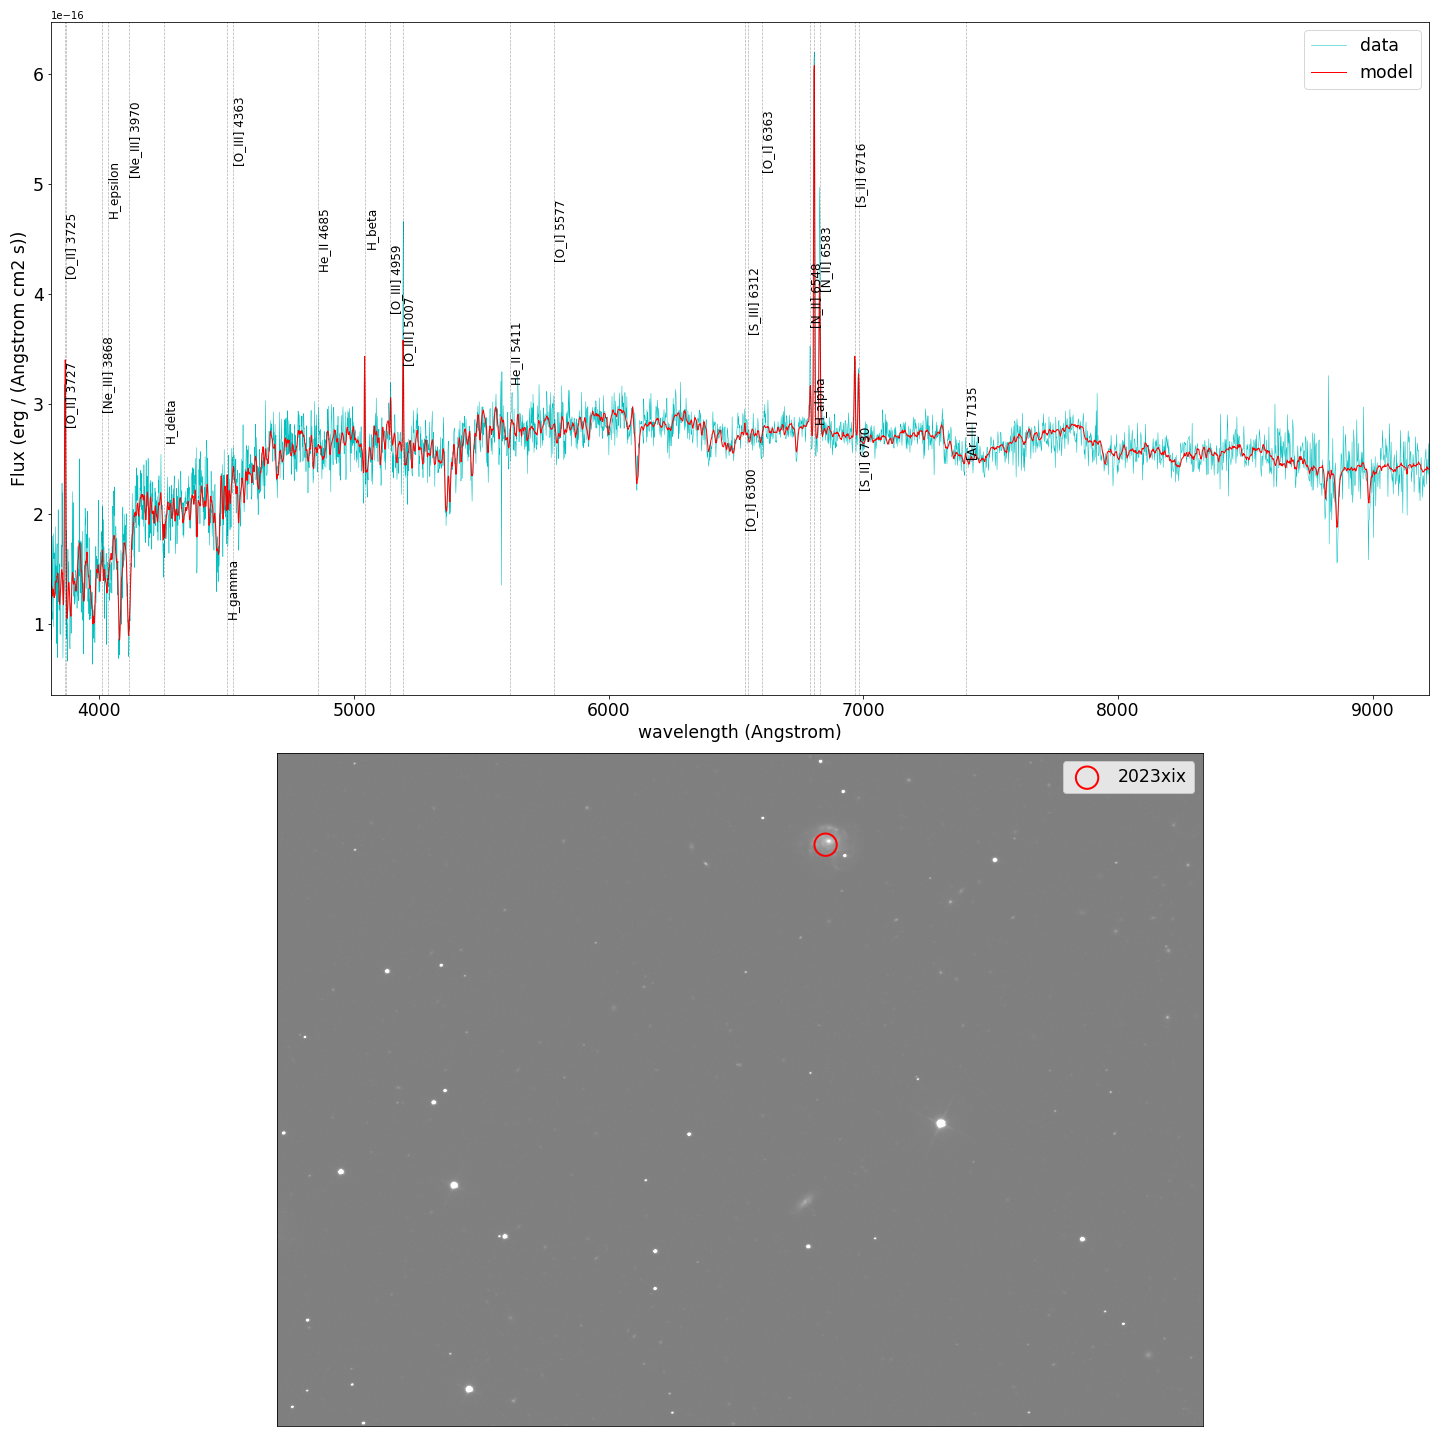 1e−16
Flux (erg / (Angstrom cm2 s))
6
5
4
3
2
1
data
model
[O_II] 3725
[O_II] 3727
[Ne_III] 3868
H_epsilon
[Ne_III] 3970
H_delta
H_gamma
[O_III] 4363
He_II 4685
H_beta
[O_III] 4959
[O_III] 5007
He_II 5411
[O_I] 5577
[O_I] 6300
[S_III] 6312
[O_I] 6363
[N_II] 6548
H_alpha
[N_II] 6583
[S_II] 6716
[S_II] 6730
[Ar_III] 7135
4000
5000
6000
7000
8000
9000
wavelength (Angstrom)
2023xix